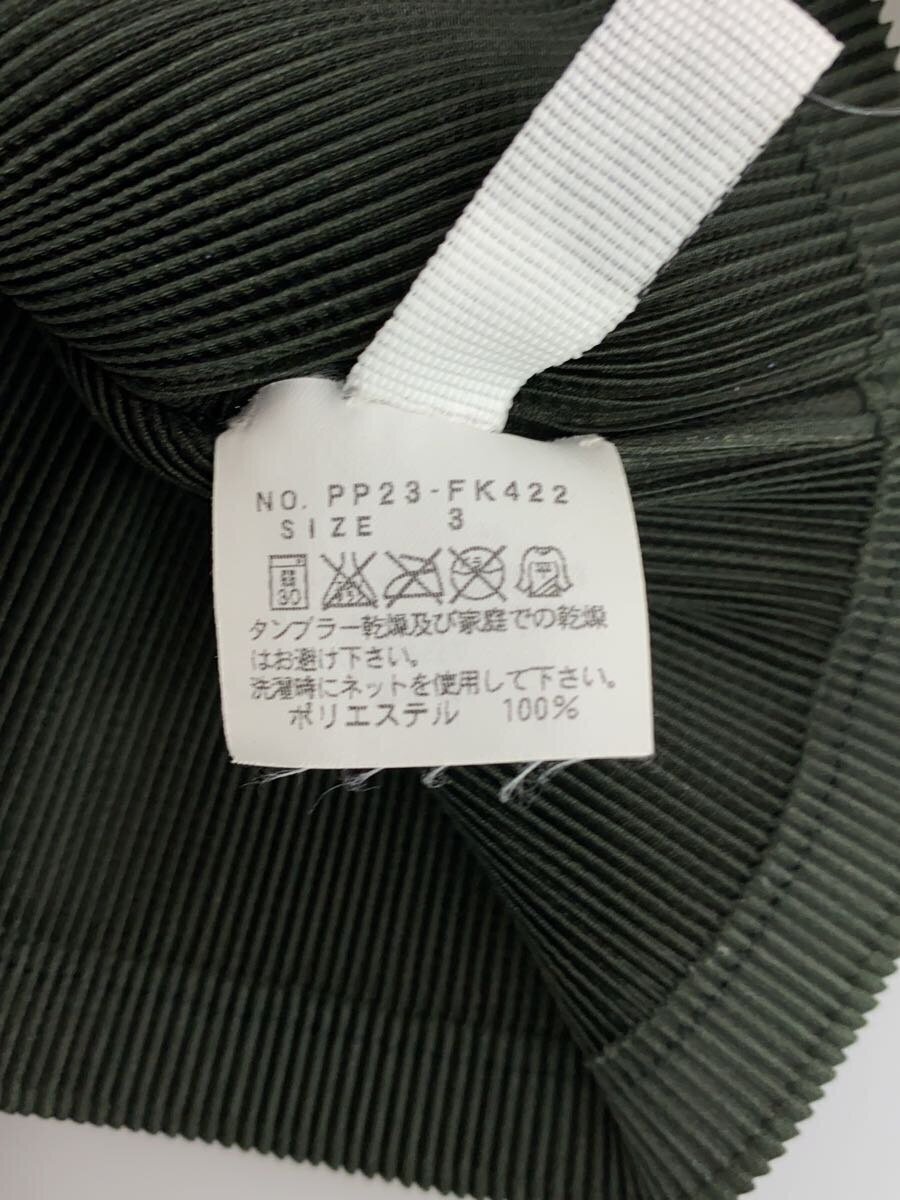 NO. PP23-FK422
SIZE 3
30
タンブラー乾燥及び家庭での乾燥
はお避け下さい。
洗濯時にネットを使用して下さい。
ポリエステル 100%